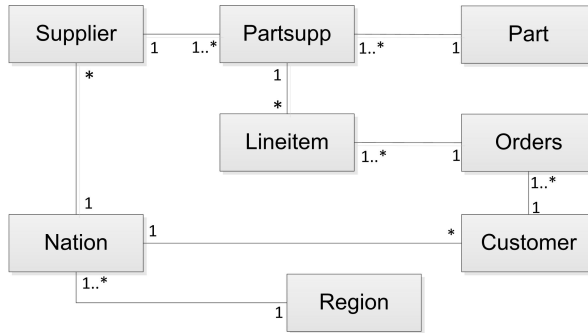 Supplier
1
1..*
Partsupp
1..*
1
Part
*
1
*
Lineitem
1..*
1
Orders
1..*
1
1
Nation
1
*
Customer
1..*
1
Region